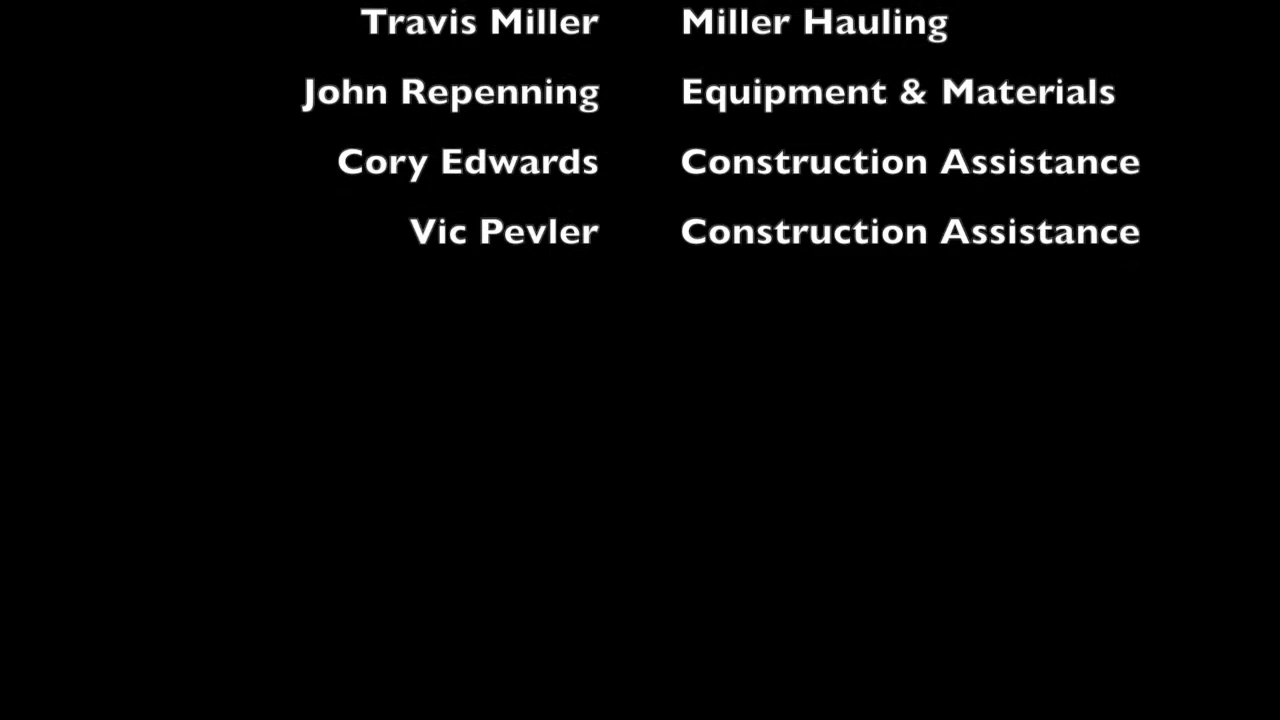 Travis Miller Miller Hauling
John Repenning Equipment & Materials
Cory Edwards Construction Assistance
Vic Pevler Construction Assistance